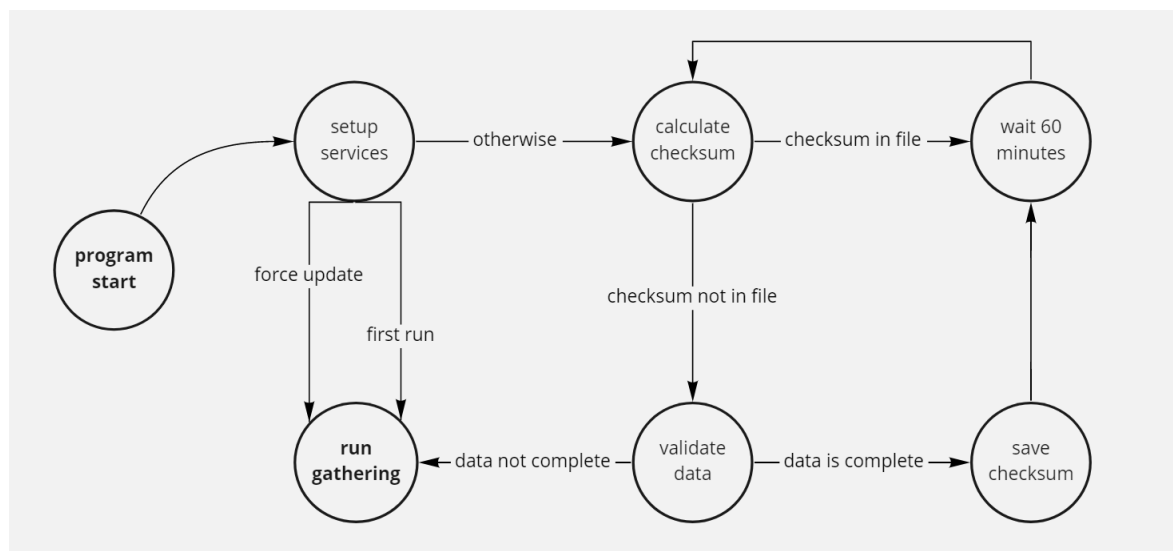 setup
services
otherwise
calculate
checksum
checksum in file
wait 60
minutes
program
start
force update
first run
checksum not in file
run
gathering
data not complete
validate
data
data is complete
save
checksum